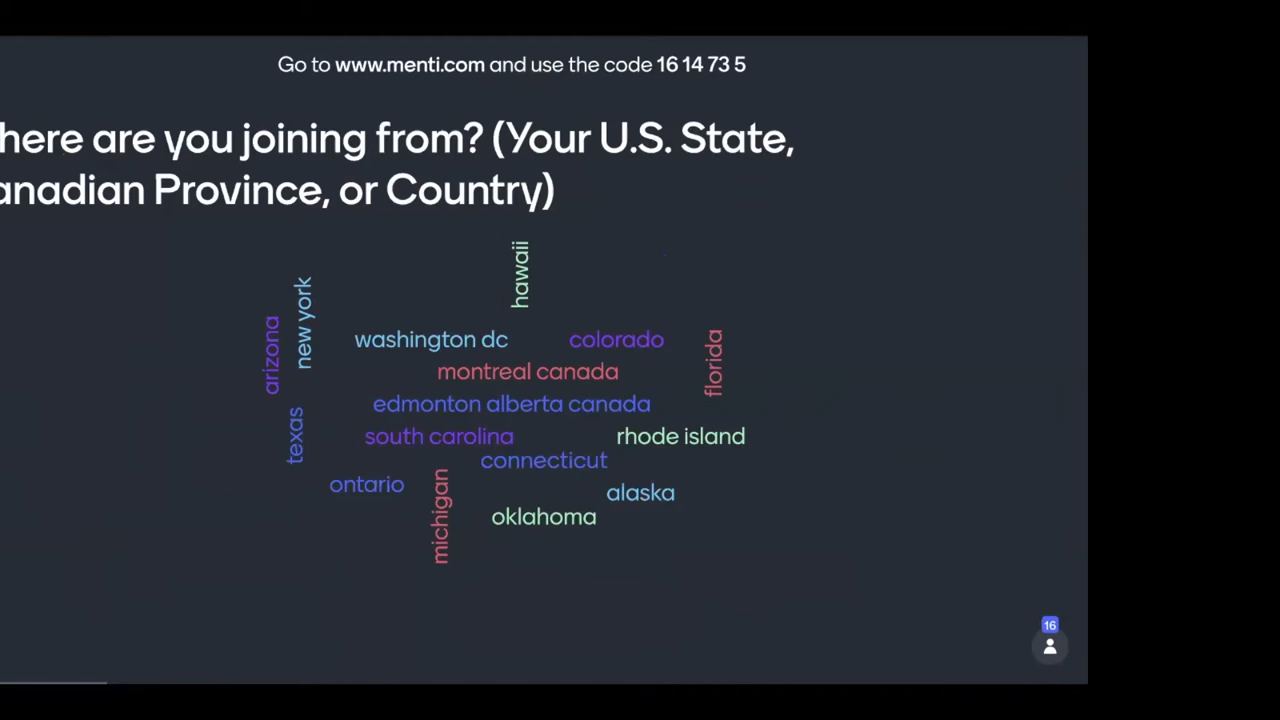 Go to www.menti.com and use the code 16 14 73 5
here are you joining from? (Your U.S. State,
anadian Province, or Country)
hawaii
new york
arizona
washington dc
colorado
florida
montreal canada
edmonton alberta canada
texas
south carolina
rhode island
connecticut
ontario
michigan
alaska
oklahoma
16